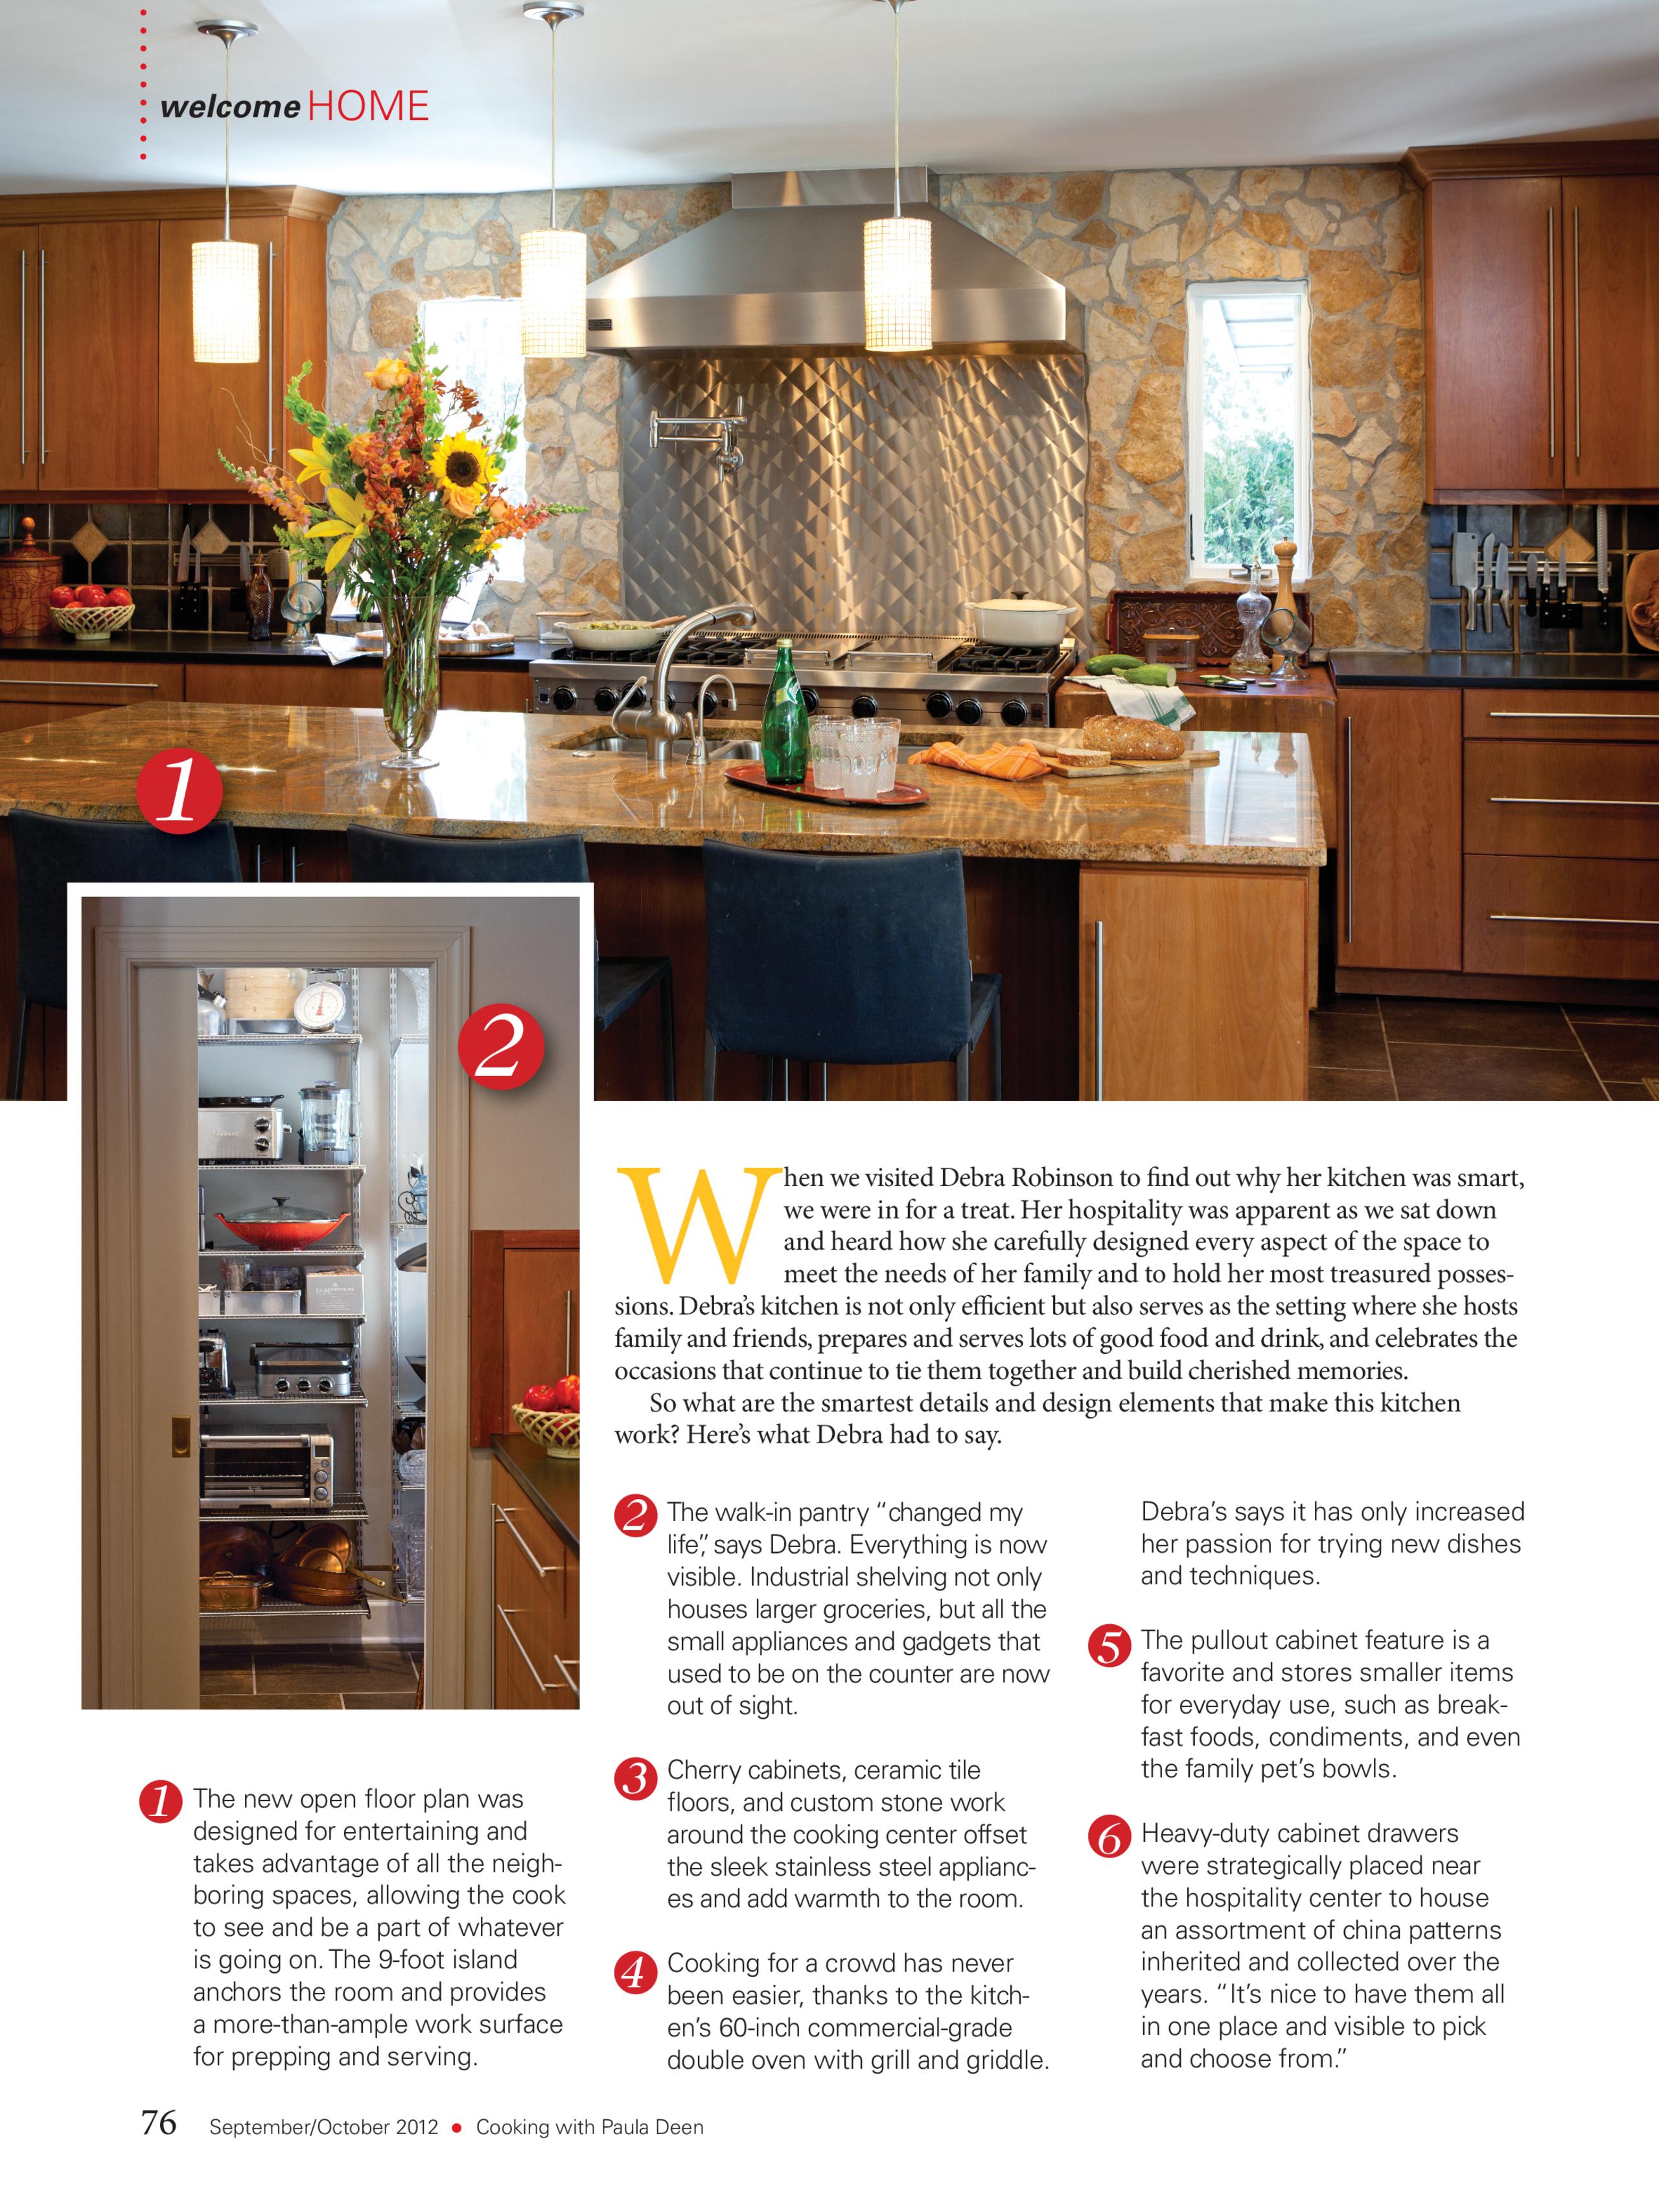 welcome HOME
1
2
When we visited Debra Robinson to find out why her kitchen was smart,
we were in for a treat. Her hospitality was apparent as we sat down
and heard how she carefully designed every aspect of the space to
meet the needs of her family and to hold her most treasured posses-
sions. Debra's kitchen is not only efficient but also serves as the setting where she hosts
family and friends, prepares and serves lots of good food and drink, and celebrates the
occasions that continue to tie them together and build cherished memories.
So what are the smartest details and design elements that make this kitchen
work? Here's what Debra had to say.
1 The new open floor plan was
designed for entertaining and
takes advantage of all the neigh-
boring spaces, allowing the cook
to see and be a part of whatever
is going on. The 9-foot island
anchors the room and provides
a more-than-ample work surface
for prepping and serving.
2 The walk-in pantry "changed my
life," says Debra. Everything is now
visible. Industrial shelving not only
houses larger groceries, but all the
small appliances and gadgets that
used to be on the counter are now
out of sight.
3 Cherry cabinets, ceramic tile
floors, and custom stone work
around the cooking center offset
the sleek stainless steel applianc-
es and add warmth to the room.
4 Cooking for a crowd has never
been easier, thanks to the kitch-
en's 60-inch commercial-grade
double oven with grill and griddle.
Debra's says it has only increased
her passion for trying new dishes
and techniques.
5 The pullout cabinet feature is a
favorite and stores smaller items
for everyday use, such as break-
fast foods, condiments, and even
the family pet's bowls.
6 Heavy-duty cabinet drawers
were strategically placed near
the hospitality center to house
an assortment of china patterns
inherited and collected over the
years. "It's nice to have them all
in one place and visible to pick
and choose from."
76 September/October 2012 • Cooking with Paula Deen